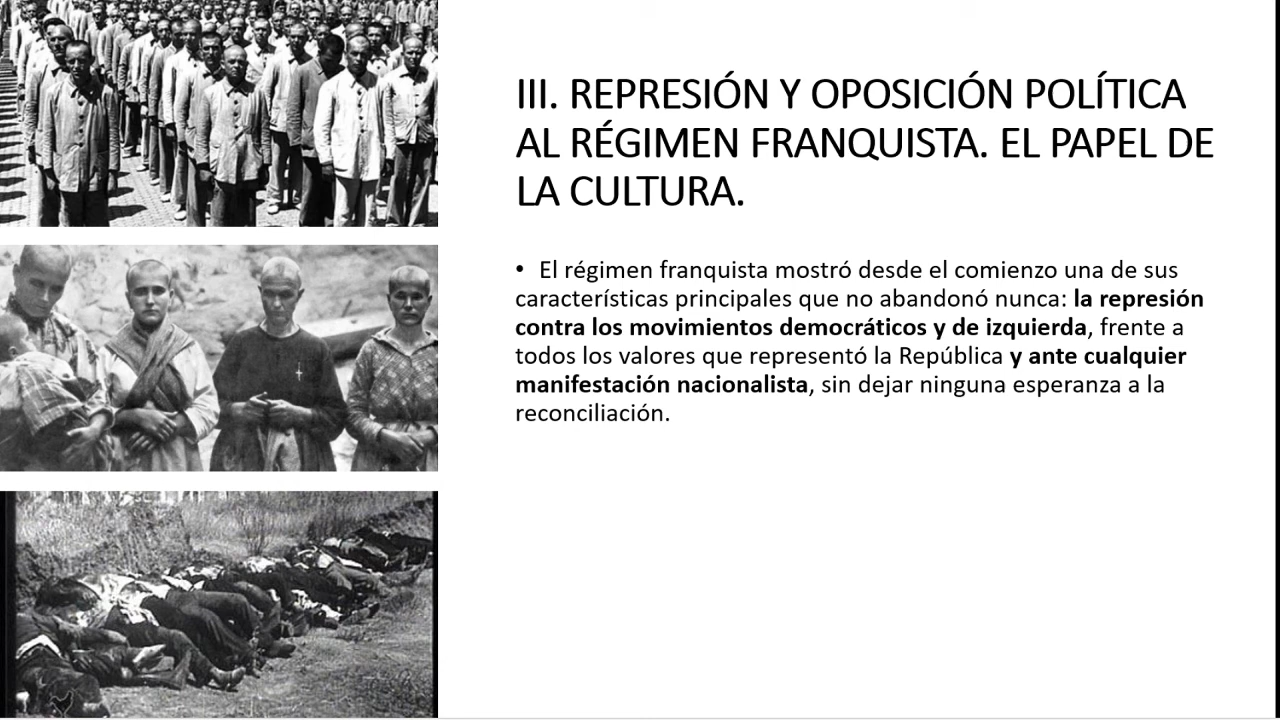 III. REPRESIÓN Y OPOSICIÓN POLÍTICA
AL RÉGIMEN FRANQUISTA. EL PAPEL DE
LA CULTURA.
• El régimen franquista mostró desde el comienzo una de sus
características principales que no abandonó nunca: la represión
contra los movimientos democráticos y de izquierda, frente a
todos los valores que representó la República y ante cualquier
manifestación nacionalista, sin dejar ninguna esperanza a la
reconciliación.